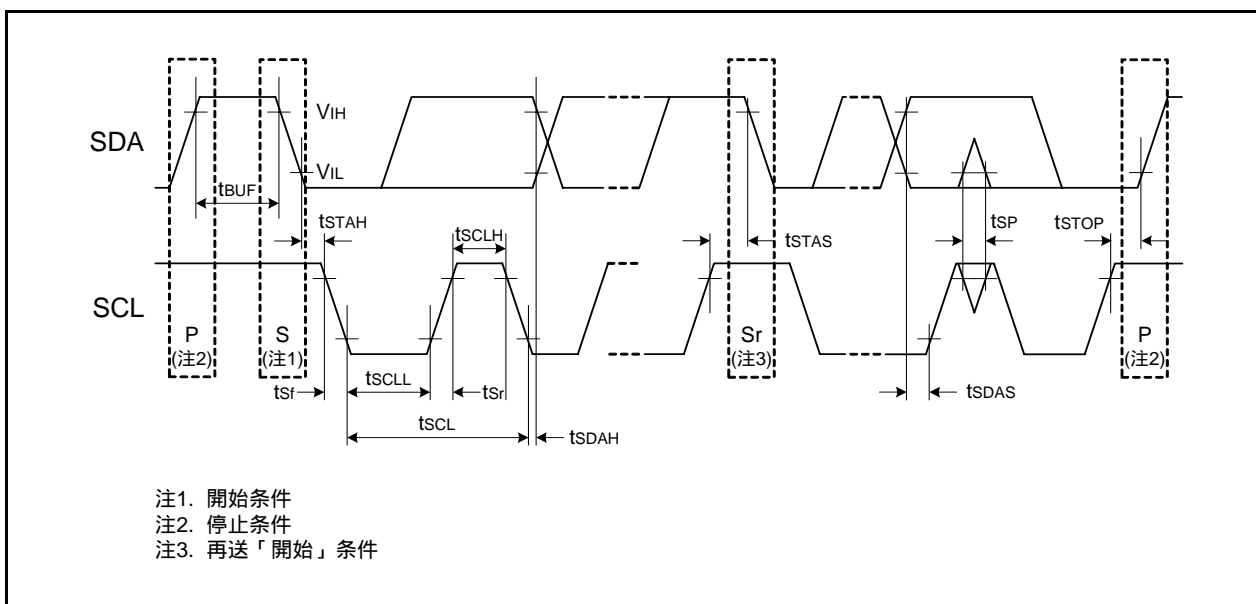 SDA
VIH
VIL
tBUF
tSTAH
tSCLH
tSTAS
tSP
tSTOP
SCL
P
(注2)
S
(注1)
Sr
(注3)
P
(注2)
tSf
tSCLL
tSr
tSCL
tSDAH
tSDAS
注1. 開始条件
注2. 停止条件
注3. 再送「開始」条件